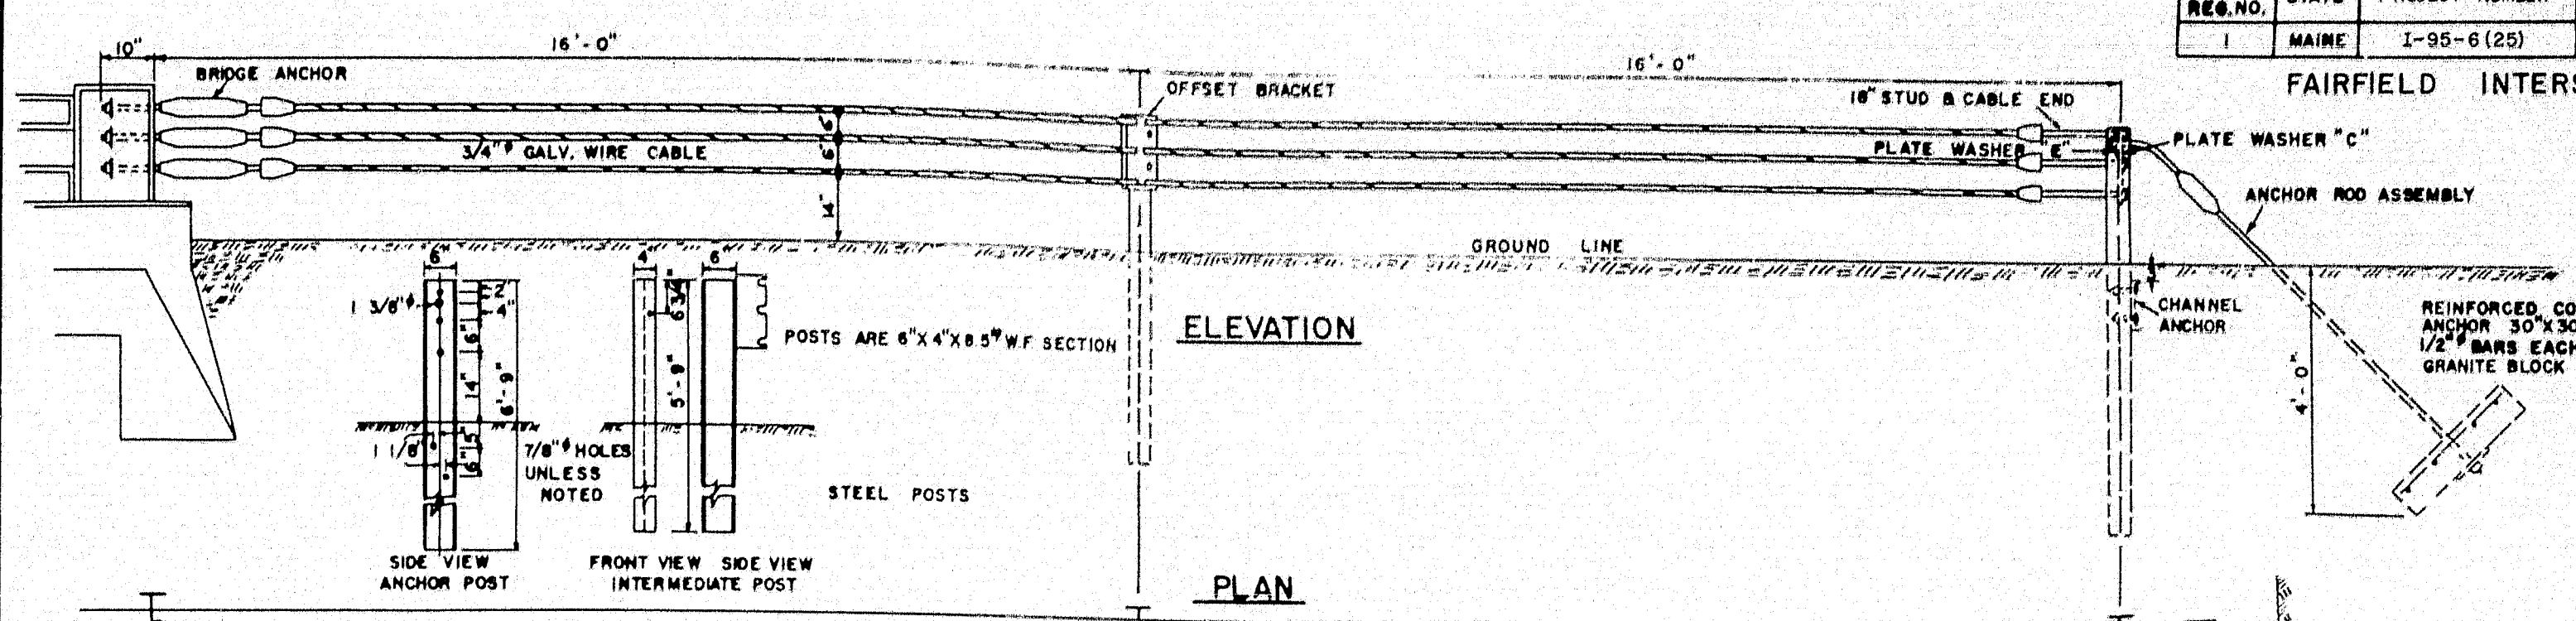 REG.NO.
1 MAINE I-95-6(25)
FAIRFIELD
10"
16'-0"
16'-0"
BRIDGE ANCHOR
OFFSET BRACKET
18" STUD & CABLE END
3/4"ᶲ GALV. WIRE CABLE
6"
6"
14"
PLATE WASHER "E"
PLATE WASHER "C"
ANCHOR ROD ASSEMBLY
GROUND LINE
6"
4"
6"
1 3/8"ᶲ
2"
4"
6"
14"
6'-9"
6 3/4"
5'-9"
POSTS ARE 6"X4"X8.5# W.F. SECTION
ELEVATION
CHANNEL
ANCHOR
REINFORCED
ANCHOR 30"X30
1/2"ᶲ BARS EACH
GRANITE BLOCK
4'-0"
1 1/8"
5"
6"
7/8"ᶲ HOLES
UNLESS
NOTED
STEEL POSTS
SIDE VIEW
ANCHOR POST
FRONT VIEW SIDE VIEW
INTERMEDIATE POST
PLAN